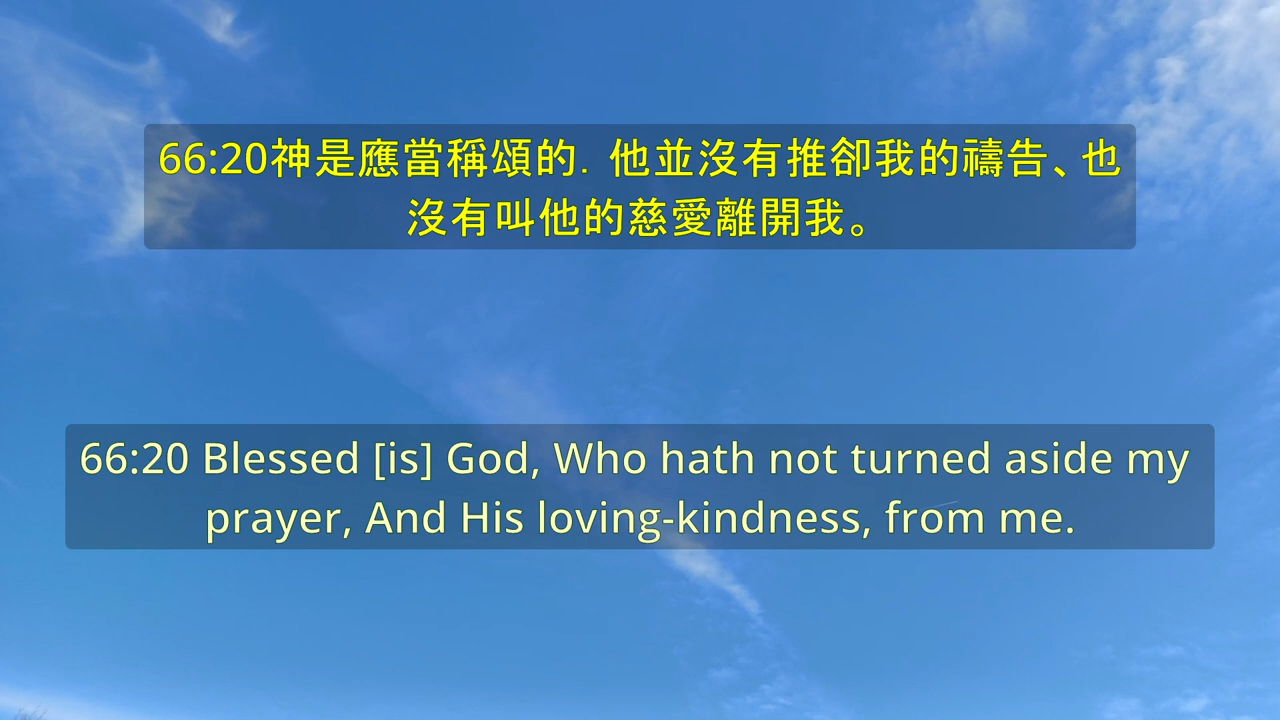 66:20神是應當稱頌的．他並沒有推卻我的禱告、也
沒有叫他的慈愛離開我。
66:20 Blessed [is] God, Who hath not turned aside my
prayer, And His loving-kindness, from me.